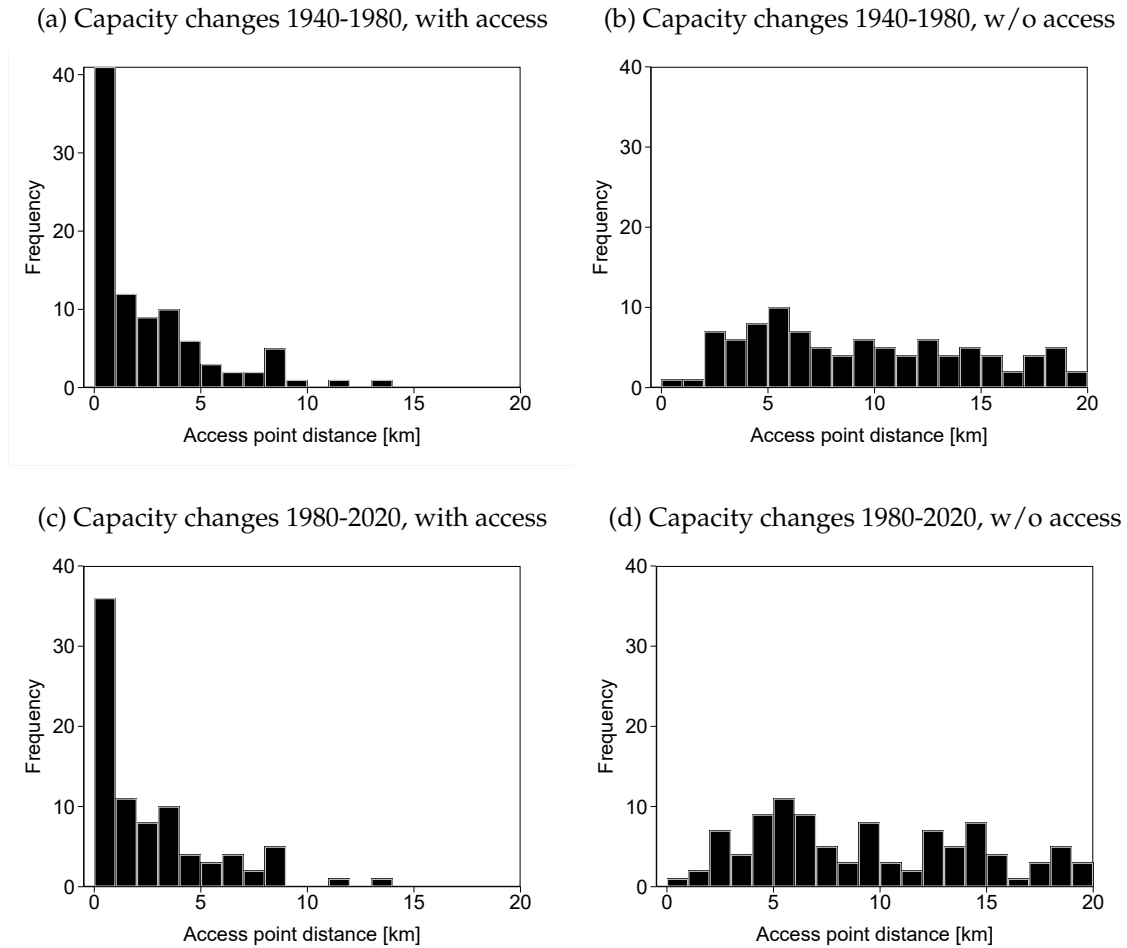 (a) Capacity changes 1940-1980, with access
40
30
20
10
0
Frequency
0 5 10 15 20
Access point distance [km]
(b) Capacity changes 1940-1980, w/o access
40
30
20
10
0
Frequency
0 5 10 15 20
Access point distance [km]
(c) Capacity changes 1980-2020, with access
40
30
20
10
0
Frequency
0 5 10 15 20
Access point distance [km]
(d) Capacity changes 1980-2020, w/o access
40
30
20
10
0
Frequency
0 5 10 15 20
Access point distance [km]